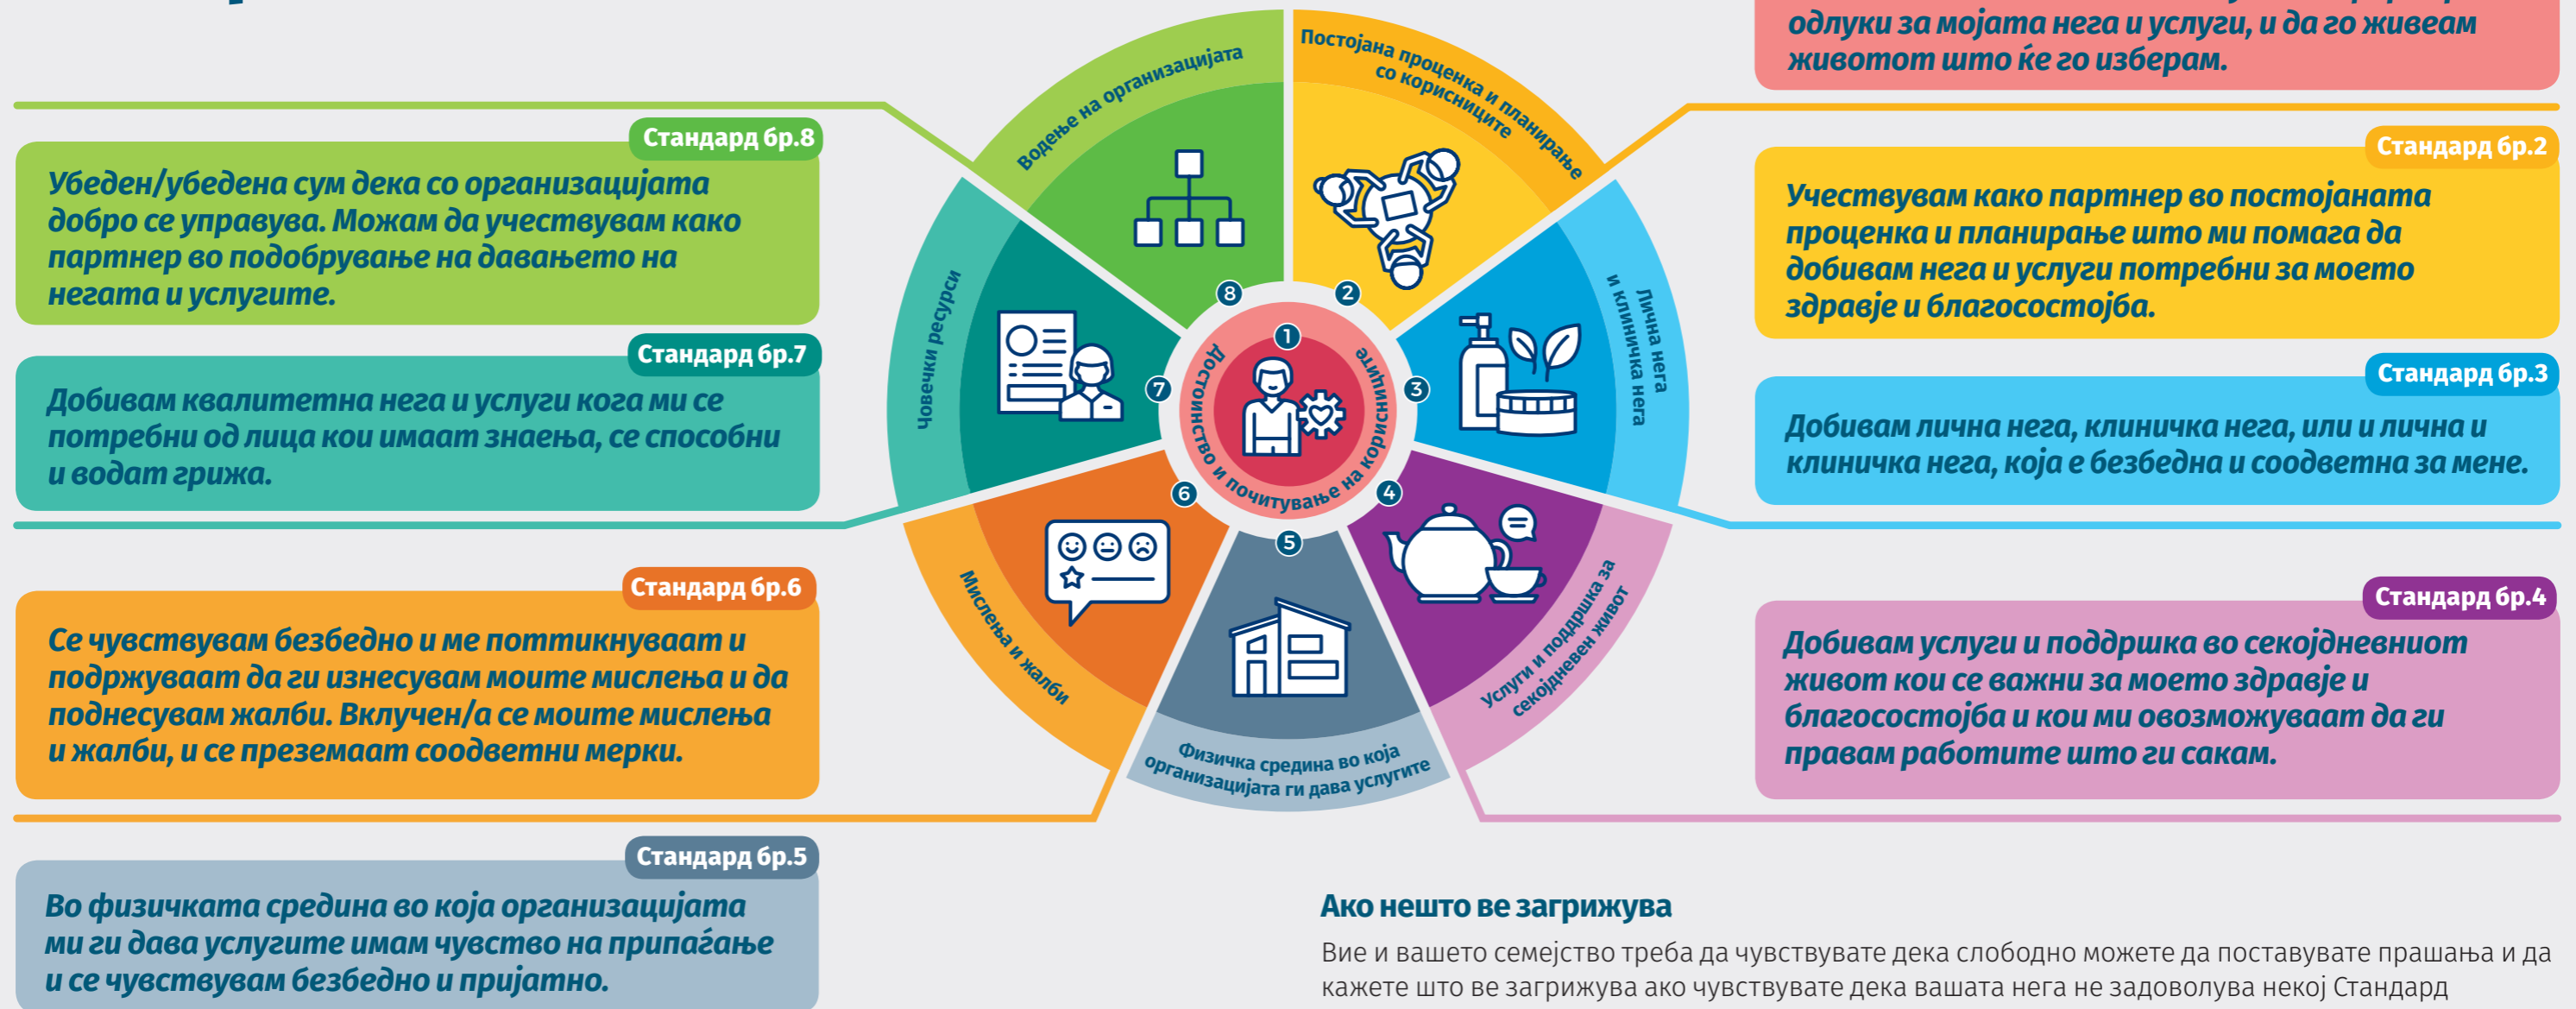 одлуки за мојата нега и услуги, и да го живеам
животот што ќе го изберам.
Водење на организацијата
Постојана проценка и планирање
со корисниците
Лична нега
и клиничка нега
Услуги и поддршка за
секојдневен живот
Физичка средина во која
организацијата ги дава услугите
Мислења и жалби
Човечки ресурси
Достоинство и почитување на корисниците
1
2
3
4
5
6
7
8
Стандард бр.8
Убеден/убедена сум дека со организацијата
добро се управува. Можам да учествувам како
партнер во подобрување на давањето на
негата и услугите.
Стандард бр.7
Добивам квалитетна нега и услуги кога ми се
потребни од лица кои имаат знаења, се способни
и водат грижа.
Стандард бр.6
Се чувствувам безбедно и ме поттикнуваат и
подржуваат да ги изнесувам моите мислења и да
поднесувам жалби. Вклучен/а се моите мислења
и жалби, и се преземаат соодветни мерки.
Стандард бр.5
Во физичката средина во која организацијата
ми ги дава услугите имам чувство на припаѓање
и се чувствувам безбедно и пријатно.
Стандард бр.2
Учествувам како партнер во постојаната
проценка и планирање што ми помага да
добивам нега и услуги потребни за моето
здравје и благосостојба.
Стандард бр.3
Добивам лична нега, клиничка нега, или и лична и
клиничка нега, која е безбедна и соодветна за мене.
Стандард бр.4
Добивам услуги и поддршка во секојдневниот
живот кои се важни за моето здравје и
благосостојба и кои ми овозможуваат да ги
правам работите што ги сакам.
Ако нешто ве загрижува
Вие и вашето семејство треба да чувствувате дека слободно можете да поставувате прашања и да
кажете што ве загрижува ако чувствувате дека вашата нега не задоволува некој Стандард